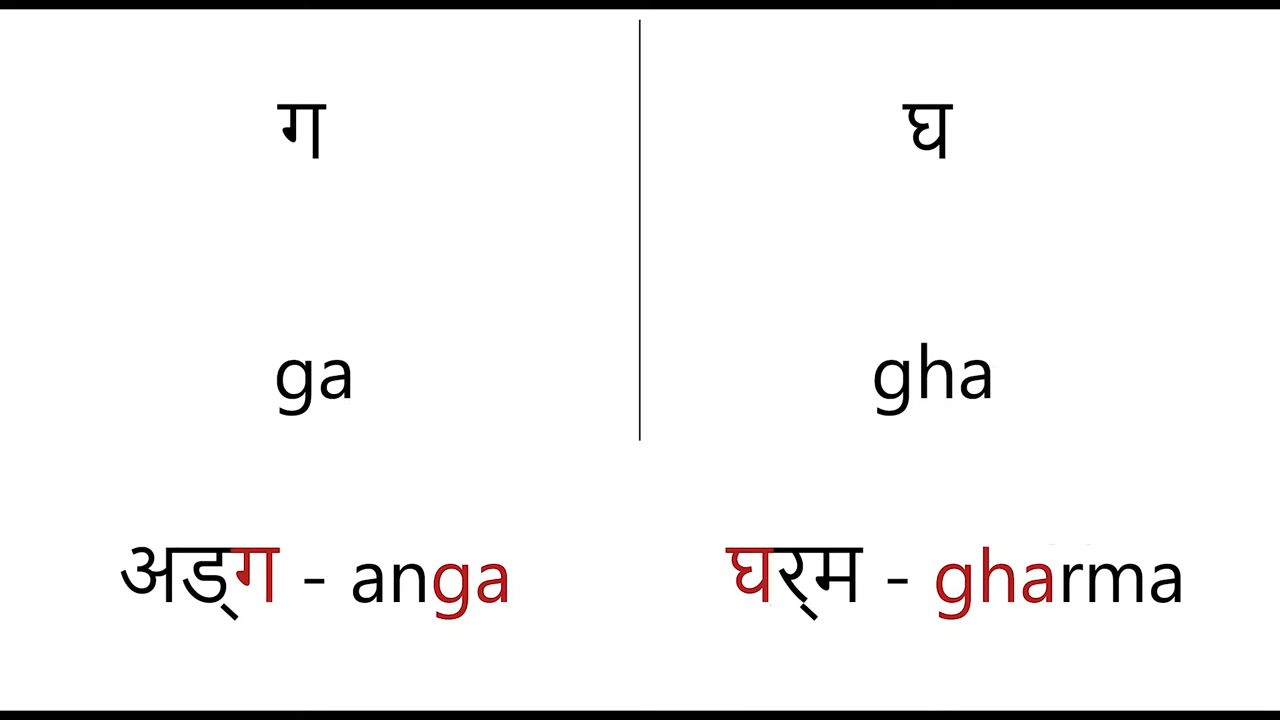 ग
घ
ga
gha
अड्‌ग - anga
घर्‌म - gharma